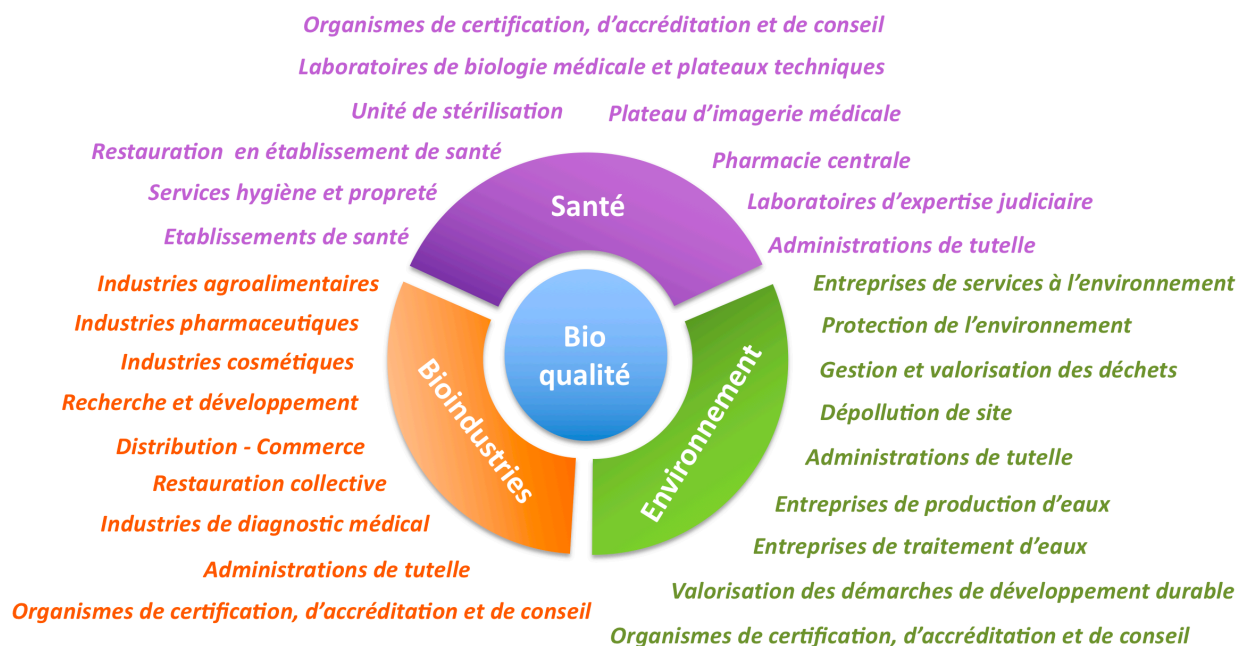 Organismes de certification, d’accréditation et de conseil
Laboratoires de biologie médicale et plateaux techniques
Unité de stérilisation
Plateau d’imagerie médicale
Restauration  en établissement de santé
Pharmacie centrale
Services hygiène et propreté
Laboratoires d’expertise judiciaire
Etablissements de santé
Administrations de tutelle
Santé
Bio
qualité
Bioindustries
Environnement
Industries agroalimentaires
Industries pharmaceutiques
Industries cosmétiques
Recherche et développement
Distribution - Commerce
Restauration collective
Industries de diagnostic médical
Administrations de tutelle
Organismes de certification, d’accréditation et de conseil
Entreprises de services à l’environnement
Protection de l’environnement
Gestion et valorisation des déchets
Dépollution de site
Administrations de tutelle
Entreprises de production d’eaux
Entreprises de traitement d’eaux
Valorisation des démarches de développement durable
Organismes de certification, d’accréditation et de conseil